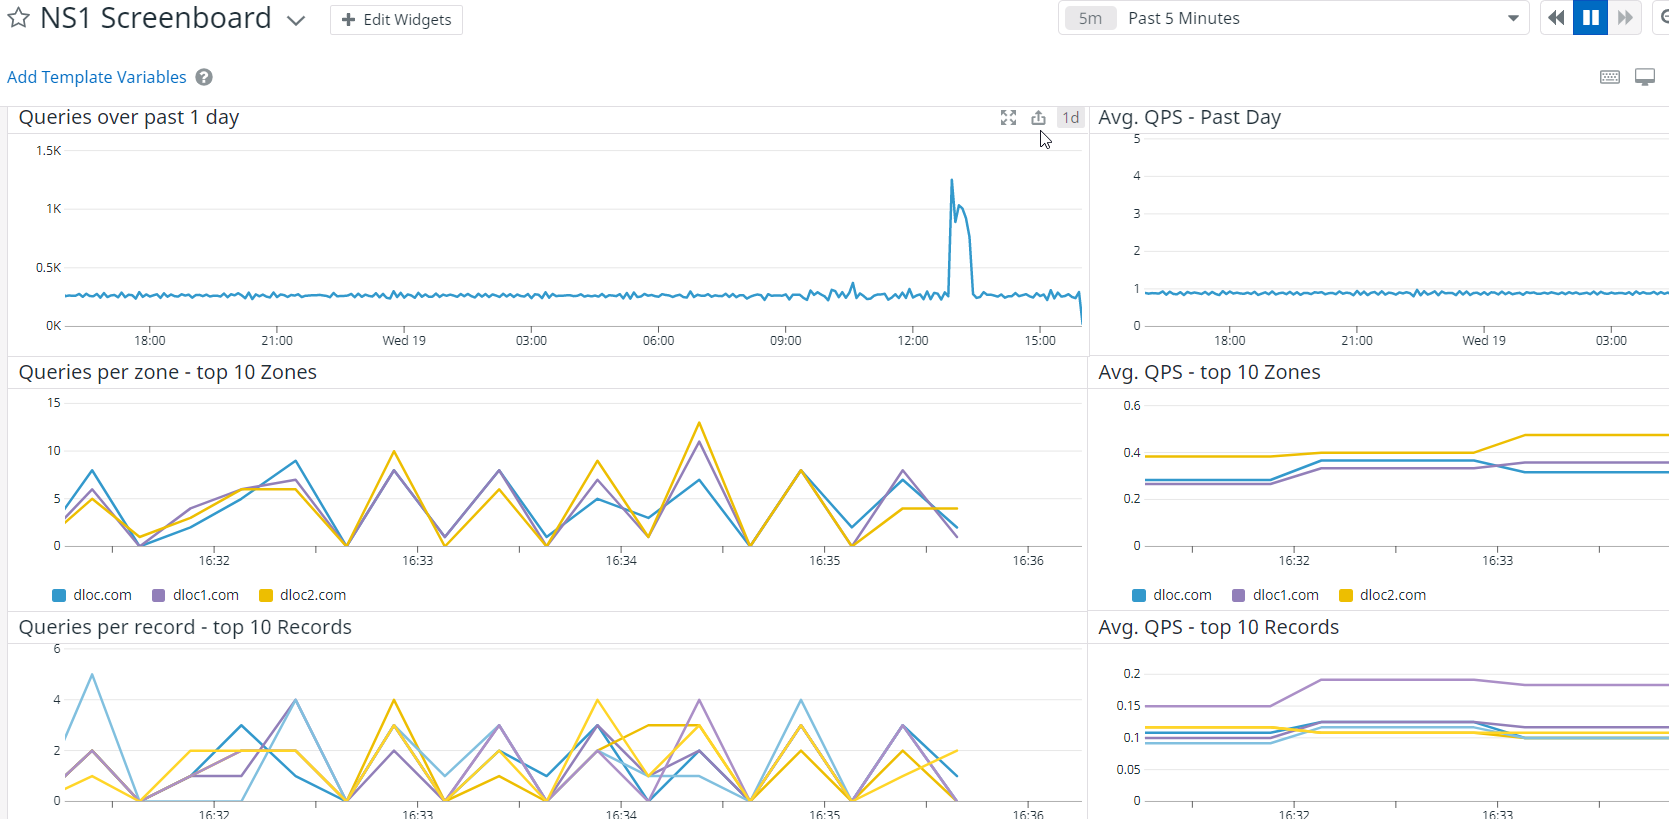 NS1 Screenboard
Edit Widgets
5m Past 5 Minutes
Add Template Variables ?
Queries over past 1 day
1d
1.5K
1K
0.5K
0K
18:00 21:00 Wed 19 03:00 06:00 09:00 12:00 15:00
Avg. QPS - Past Day
5
4
3
2
1
0
18:00 21:00 Wed 19 03:00
Queries per zone - top 10 Zones
15
10
5
0
16:32 16:33 16:34 16:35 16:36
dloc.com dloc1.com dloc2.com
Avg. QPS - top 10 Zones
0.6
0.4
0.2
0
16:32 16:33
dloc.com dloc1.com dloc2.com
Queries per record - top 10 Records
6
4
2
0
16:32 16:33 16:34 16:35 16:36
Avg. QPS - top 10 Records
0.2
0.15
0.1
0.05
0
16:32 16:33